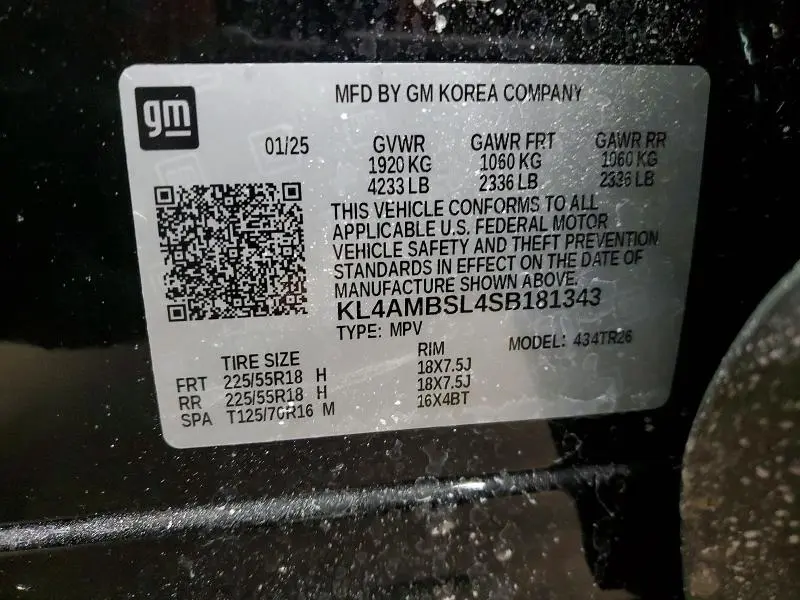 gm
MFD BY GM KOREA COMPANY
01/25
GVWR GAWR FRT GAWR RR
1920 KG 1060 KG 1060 KG
4233 LB 2336 LB 2336 LB
THIS VEHICLE CONFORMS TO ALL
APPLICABLE U.S. FEDERAL MOTOR
VEHICLE SAFETY AND THEFT PREVENTION
STANDARDS IN EFFECT ON THE DATE OF
MANUFACTURE SHOWN ABOVE.
KL4AMBSL4SB181343
TYPE: MPV MODEL: 434TR26
TIRE SIZE RIM
FRT 225/55R18 H 18X7.5J
RR 225/55R18 H 18X7.5J
SPA T125/70R16 M 16X4BT